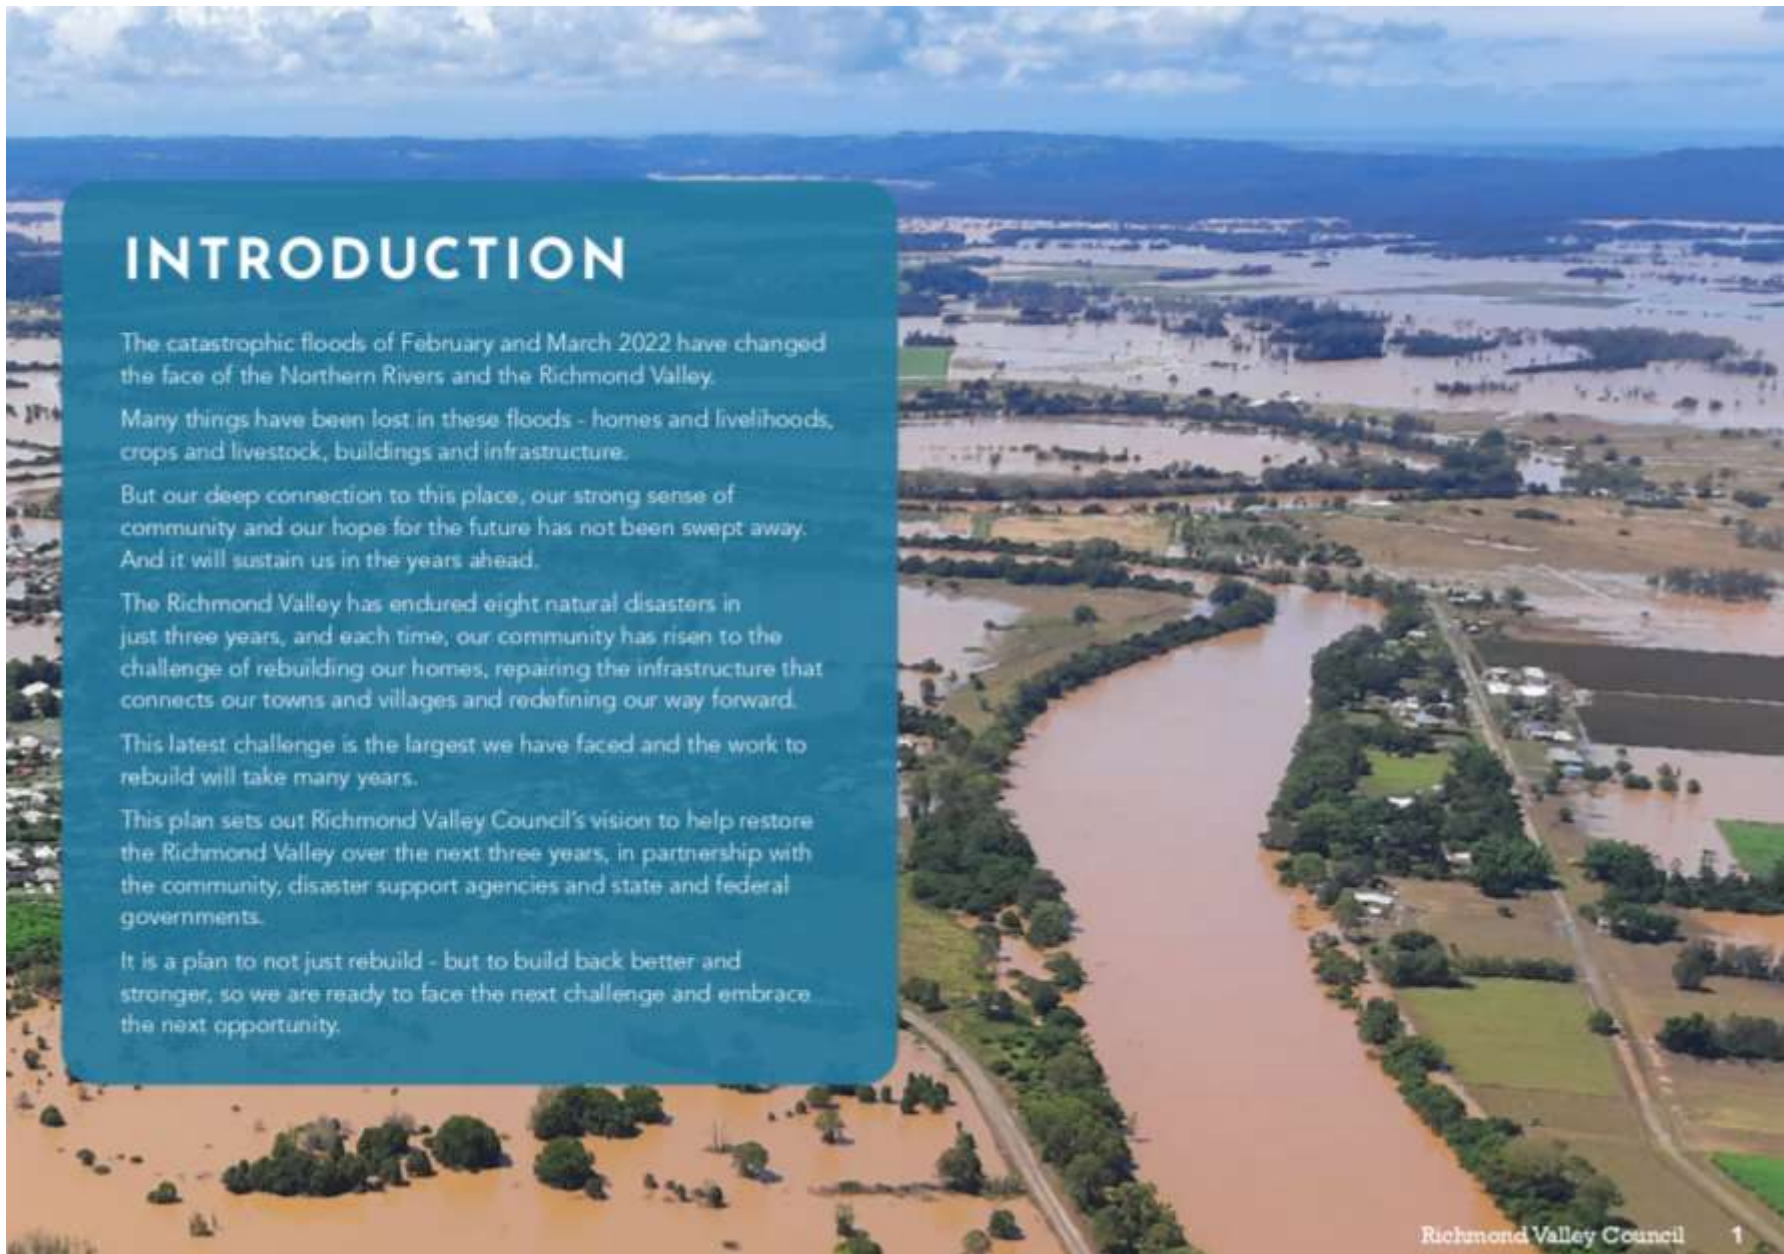 INTRODUCTION
The catastrophic floods of February and March 2022 have changed
the face of the Northern Rivers and the Richmond Valley.
Many things have been lost in these floods - homes and livelihoods,
crops and livestock, buildings and infrastructure.
But our deep connection to this place, our strong sense of
community and our hope for the future has not been swept away.
And it will sustain us in the years ahead.
The Richmond Valley has endured eight natural disasters in
just three years, and each time, our community has risen to the
challenge of rebuilding our homes, repairing the infrastructure that
connects our towns and villages and redefining our way forward.
This latest challenge is the largest we have faced and the work to
rebuild will take many years.
This plan sets out Richmond Valley Council's vision to help restore
the Richmond Valley over the next three years, in partnership with
the community, disaster support agencies and state and federal
governments.
It is a plan to not just rebuild - but to build back better and
stronger, so we are ready to face the next challenge and embrace
the next opportunity.
Richmond Valley Council 1